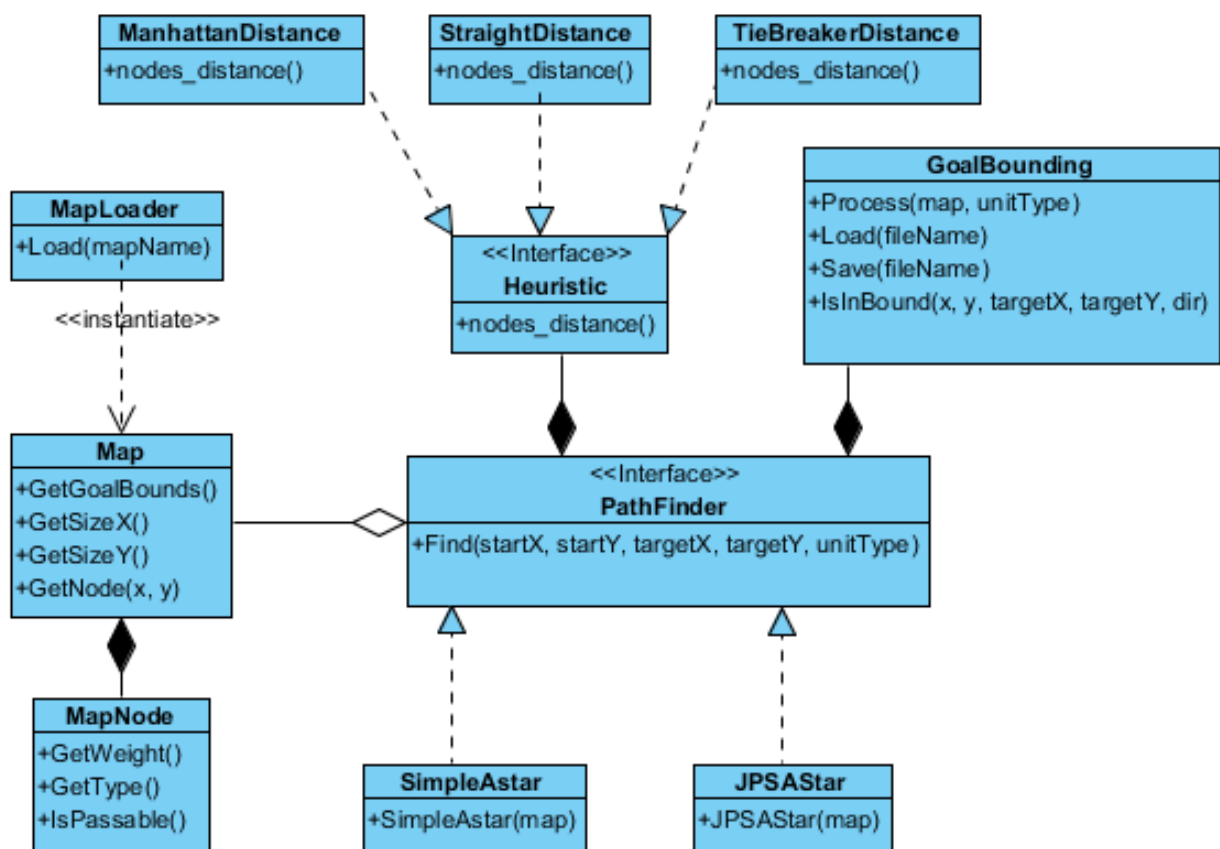 ManhattanDistance
+nodes_distance()
StraightDistance
+nodes_distance()
TieBreakerDistance
+nodes_distance()
GoalBounding
+Process(map, unitType)
+Load(fileName)
+Save(fileName)
+IsInBound(x, y, targetX, targetY, dir)
MapLoader
+Load(mapName)
<<Interface>>
Heuristic
+nodes_distance()
<<instantiate>>
Map
+GetGoalBounds()
+GetSizeX()
+GetSizeY()
+GetNode(x, y)
<<Interface>>
PathFinder
+Find(startX, startY, targetX, targetY, unitType)
MapNode
+GetWeight()
+GetType()
+IsPassable()
SimpleAstar
+SimpleAstar(map)
JPSAStar
+JPSAStar(map)